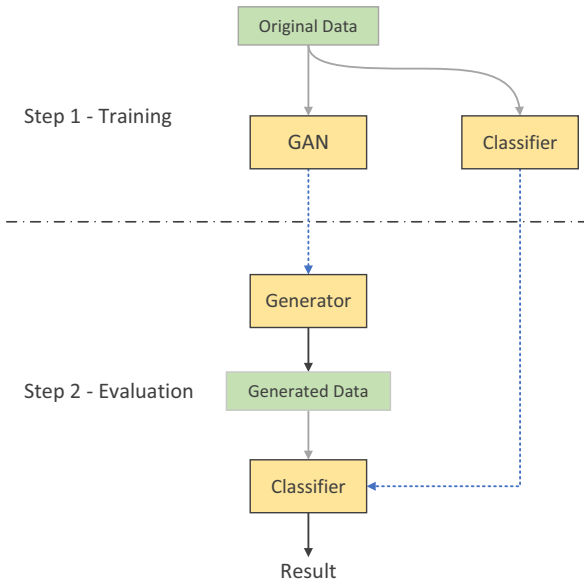 Original Data
Step 1 - Training
GAN
Classifier
Generator
Step 2 - Evaluation
Generated Data
Classifier
Result